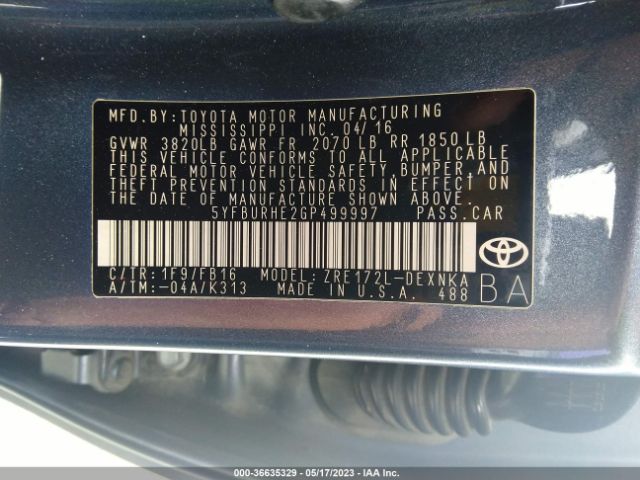 MFD.BY:TOYOTA MOTOR MANUFACTURING
MISSISSIPPI INC. 04/16
GVWR 3820LB GAWR FR 2070 LB RR 1850 LB
THIS VEHICLE CONFORMS TO ALL APPLICABLE
FEDERAL MOTOR VEHICLE SAFETY, BUMPER, AND
THEFT PREVENTION STANDARDS IN EFFECT ON
THE DATE OF MANUFACTURE SHOWN ABOVE.
5YFBURHE2GP499997 PASS.CAR
C/TR:1F9/FB16 MODEL:ZRE172L-DEXNKA
A/TM:-04A/K313 MADE IN U.S.A. 488
BA
000-36635329 - 05/17/2023 - IAA Inc.